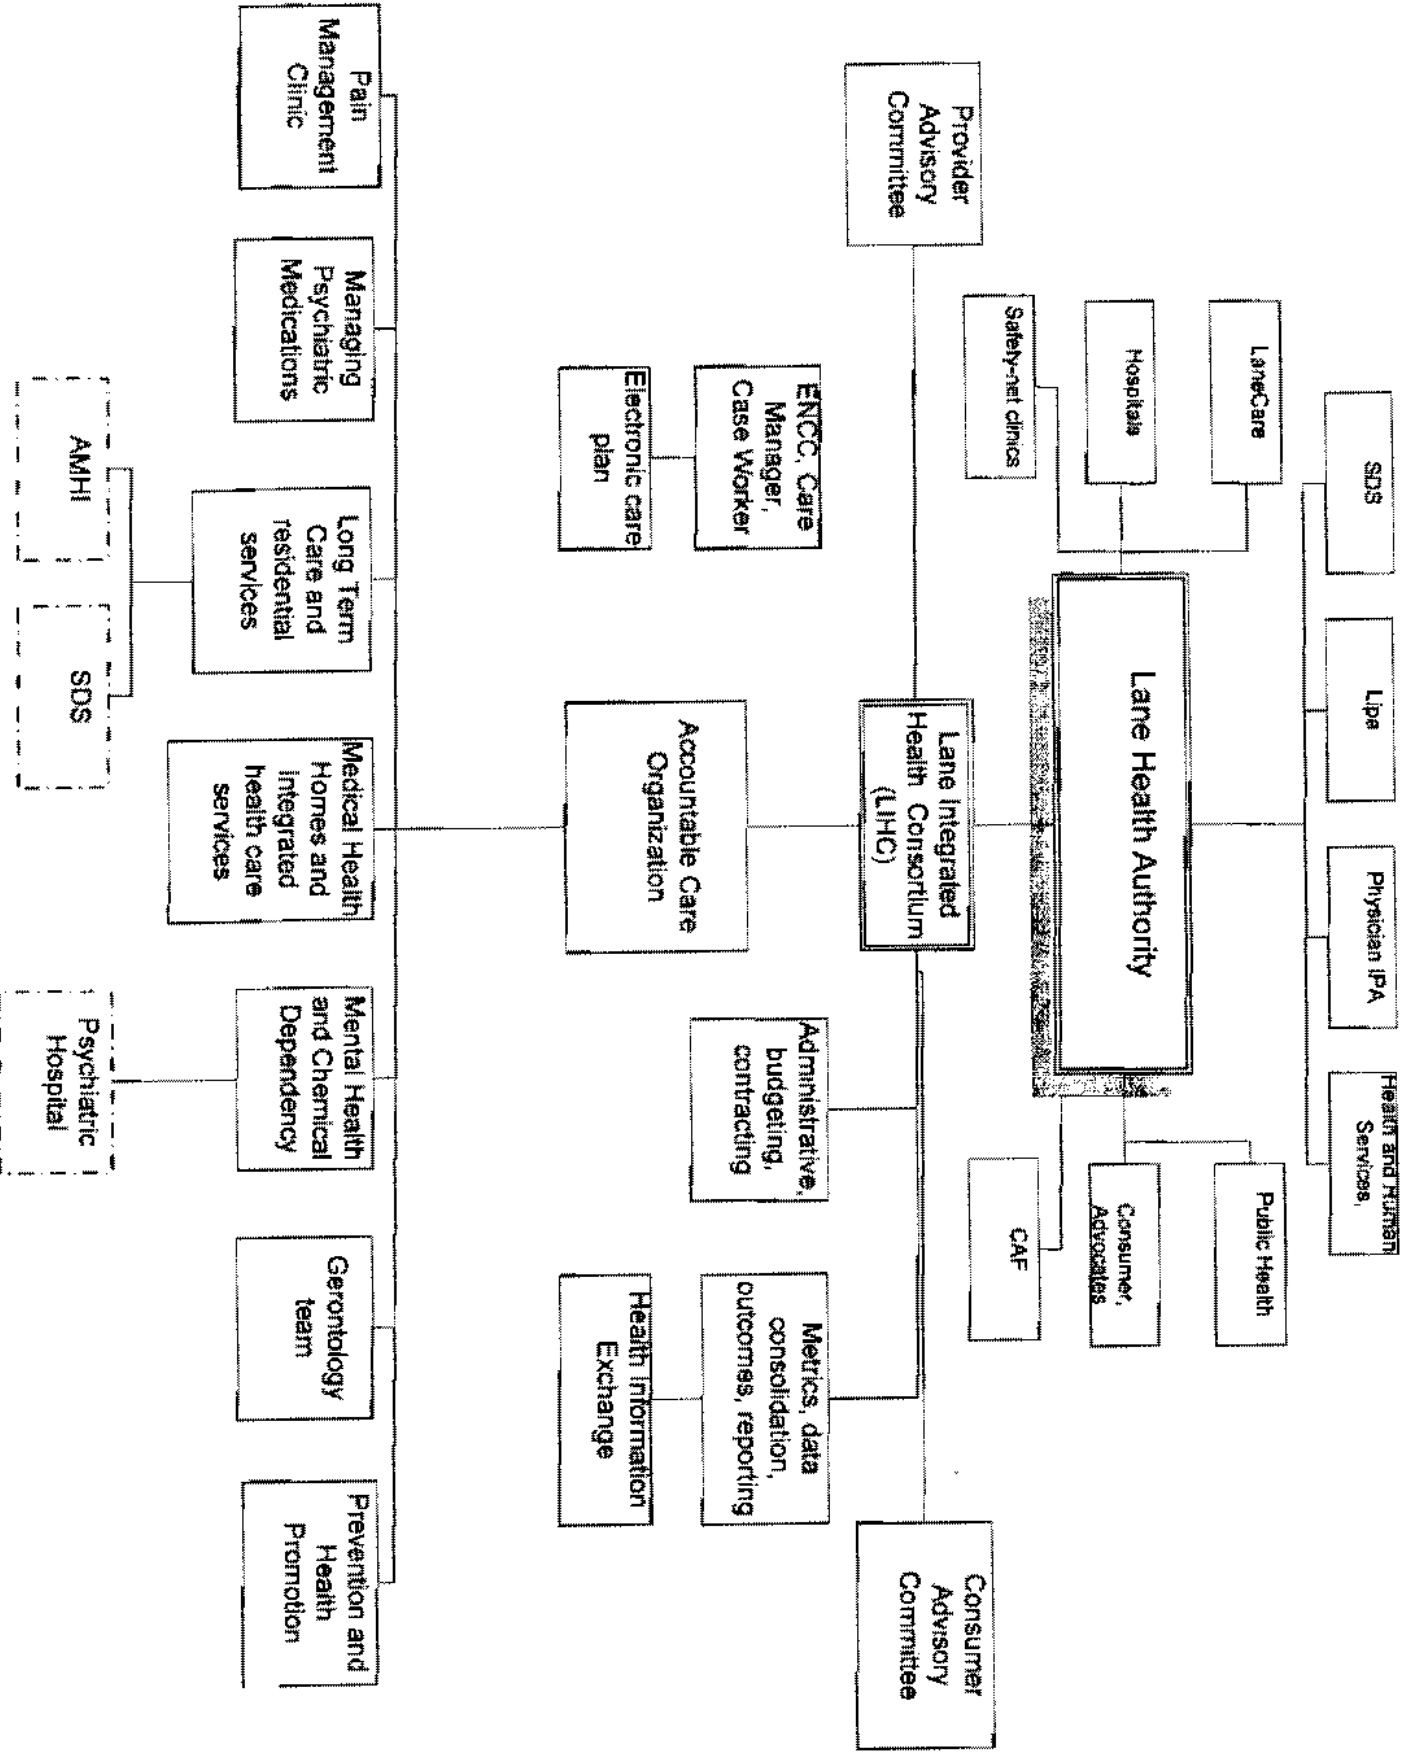 SDS
Lipa
Physician IPA
Health and Human
Services,
LaneCare
Hospitals
Safety-net clinics
Lane Health Authority
Public Health
Consumer,
Advocates
CAF
Provider
Advisory
Committee
Lane Integrated
Health Consortium
(LIHC)
Consumer
Advisory
Committee
ENCC, Care
Manager,
Case Worker
Electronic care
plan
Accountable Care
Organization
Administrative,
budgeting,
contracting
Metrics, data
consolidation,
outcomes, reporting
Health Information
Exchange
Pain
Management
Clinic
Managing
Psychiatric
Medications
Long Term
Care and
residential
services
Medical Health
Homes and
integrated
health care
services
Mental Health
and Chemical
Dependency
Gerontology
team
Prevention and
Health
Promotion
AMHI
SDS
Psychiatric
Hospital